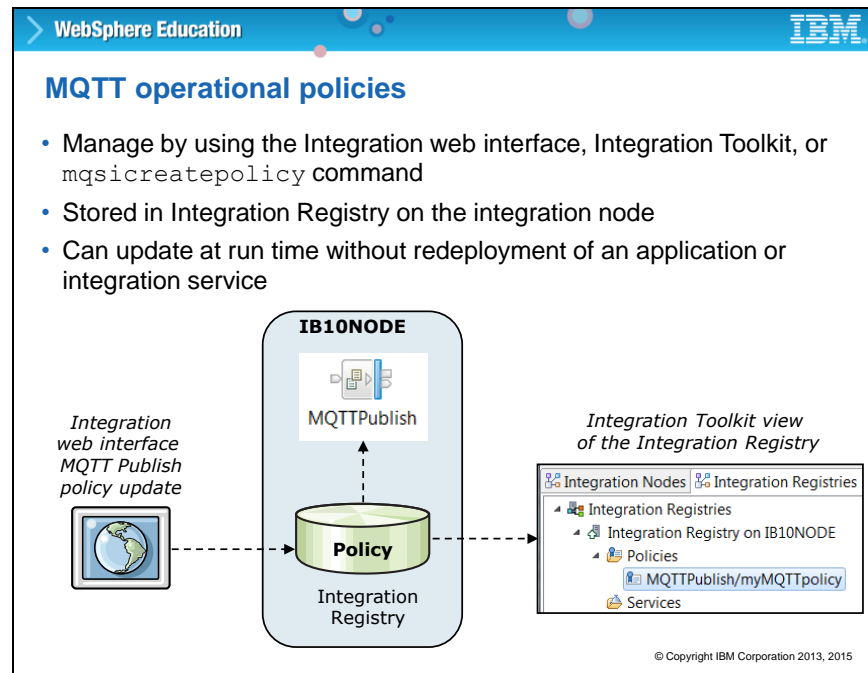 WebSphere Education
IBM
MQTT operational policies
• Manage by using the Integration web interface, Integration Toolkit, or
mqsicreatepolicy command
• Stored in Integration Registry on the integration node
• Can update at run time without redeployment of an application or
integration service
IB10NODE
MQTTPublish
Integration
web interface
MQTT Publish
policy update
Policy
Integration
Registry
Integration Toolkit view
of the Integration Registry
Integration Nodes Integration Registries
Integration Registries
Integration Registry on IB10NODE
Policies
MQTTPublish/myMQTTpolicy
Services
© Copyright IBM Corporation 2013, 2015